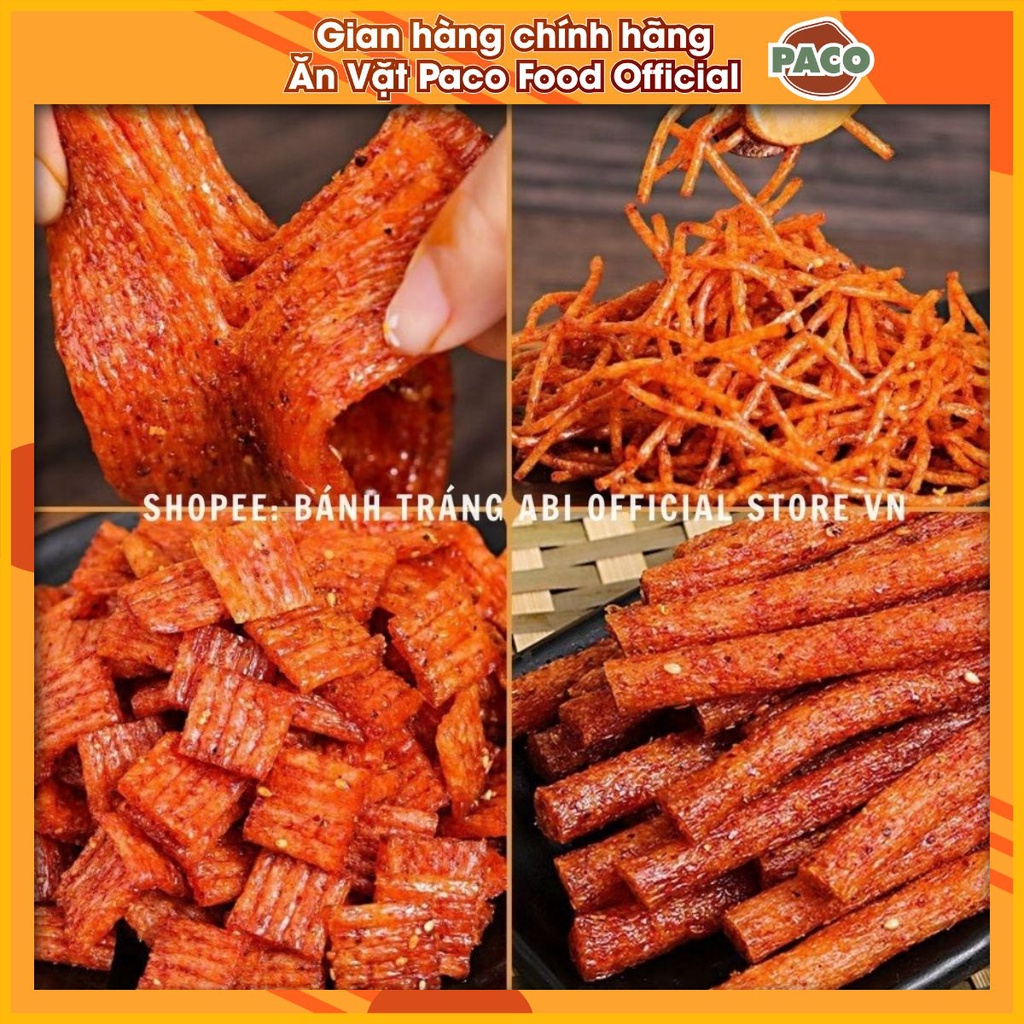 Gian hàng chính hãng
Ăn Vặt Paco Food Official
PACO
SHOPEE: BÁNH TRÁNG ABI OFFICIAL STORE VN